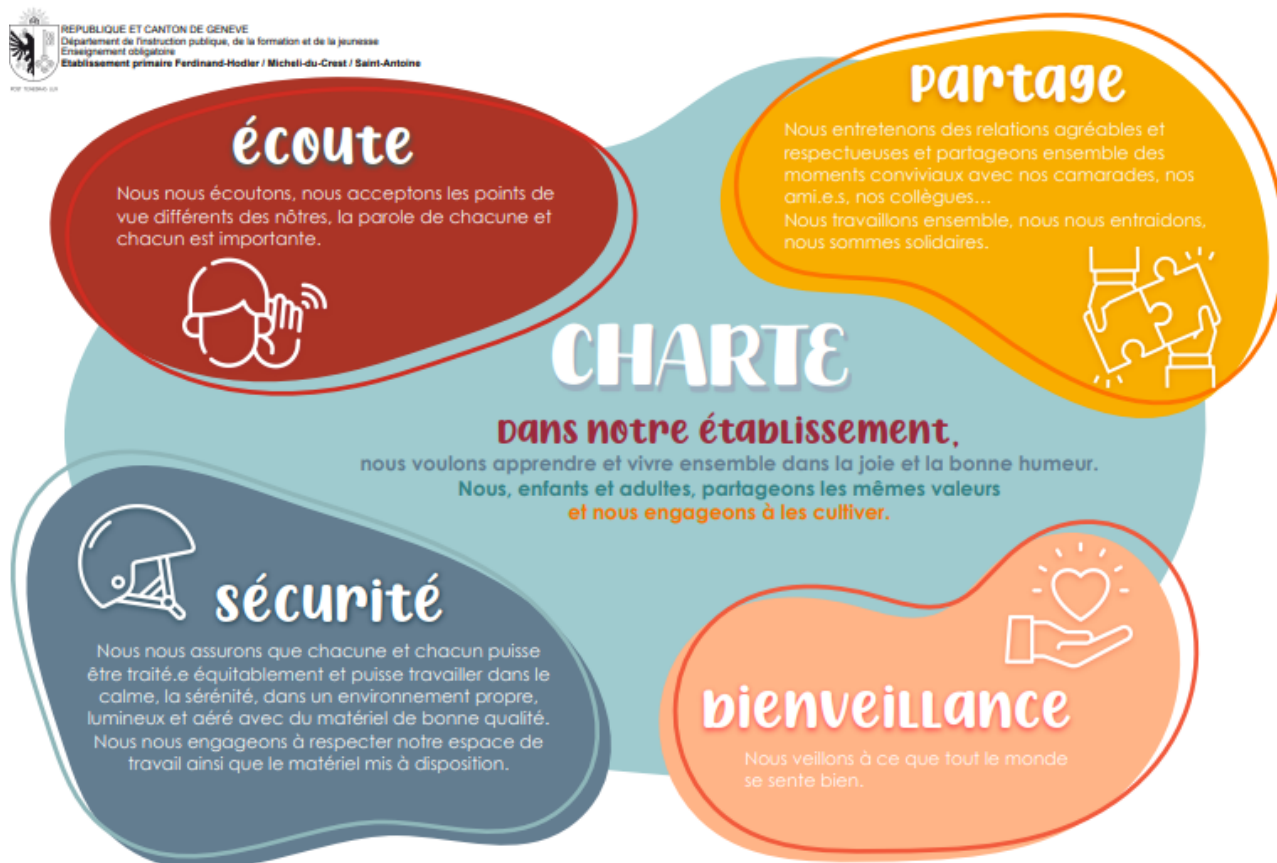 REPUBLIQUE ET CANTON DE GENEVE
Département de l'instruction publique, de la formation et de la jeunesse
Enseignement obligatoire
Etablissement primaire Ferdinand-Hodler / Micheli-du-Crest / Saint-Antoine
POST TENEBRAS LUX
écoute
Nous nous écoutons, nous acceptons les points de
vue différents des nôtres, la parole de chacune et
chacun est importante.
partage
Nous entretenons des relations agréables et
respectueuses et partageons ensemble des
moments conviviaux avec nos camarades, nos
ami.e.s, nos collègues…
Nous travaillons ensemble, nous nous entraidons,
nous sommes solidaires.
CHARTE
Dans notre établissement,
nous voulons apprendre et vivre ensemble dans la joie et la bonne humeur.
Nous, enfants et adultes, partageons les mêmes valeurs
et nous engageons à les cultiver.
sécurité
Nous nous assurons que chacune et chacun puisse
être traité.e équitablement et puisse travailler dans le
calme, la sérénité, dans un environnement propre,
lumineux et aéré avec du matériel de bonne qualité.
Nous nous engageons à respecter notre espace de
travail ainsi que le matériel mis à disposition.
bienveillance
Nous veillons à ce que tout le monde
se sente bien.